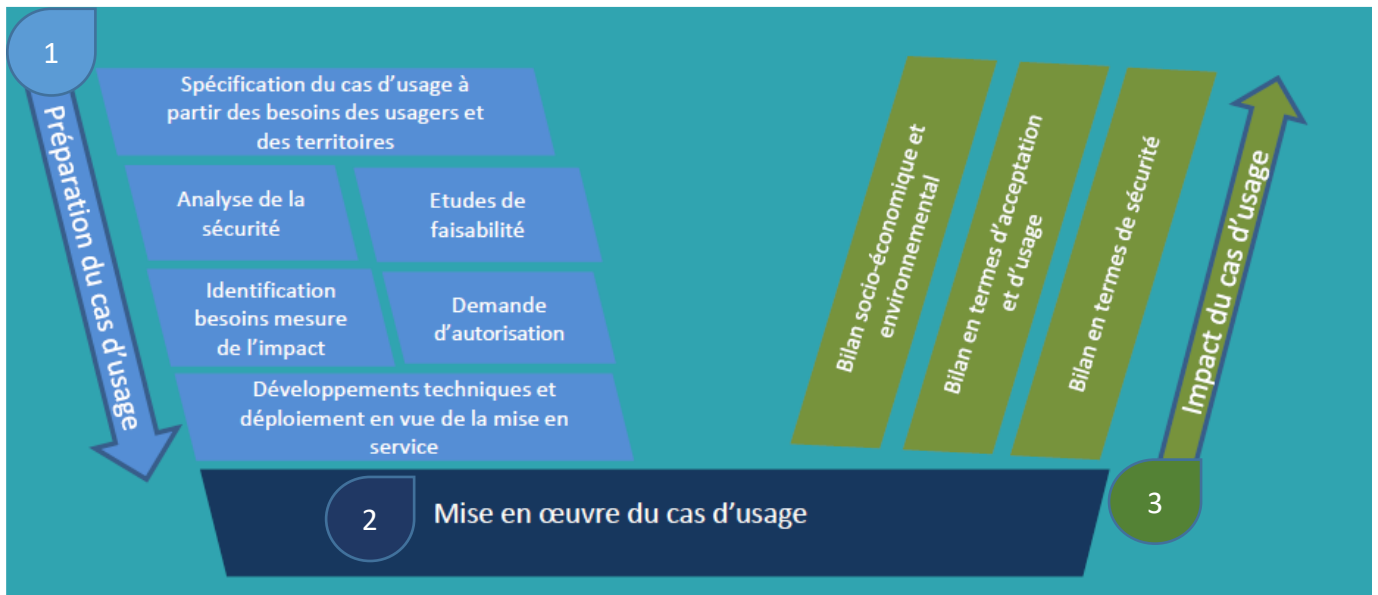 1
Préparation du cas d'usage
Spécification du cas d'usage à
partir des besoins des usagers et
des territoires
Analyse de la
sécurité
Etudes de
faisabilité
Identification
besoins mesure
de l'impact
Demande
d'autorisation
Développements techniques et
déploiement en vue de la mise en
service
2
Mise en œuvre du cas d'usage
Bilan socio-économique et
environnemental
Bilan en termes d'acceptation
et d'usage
Bilan en termes de sécurité
3
Impact du cas d'usage